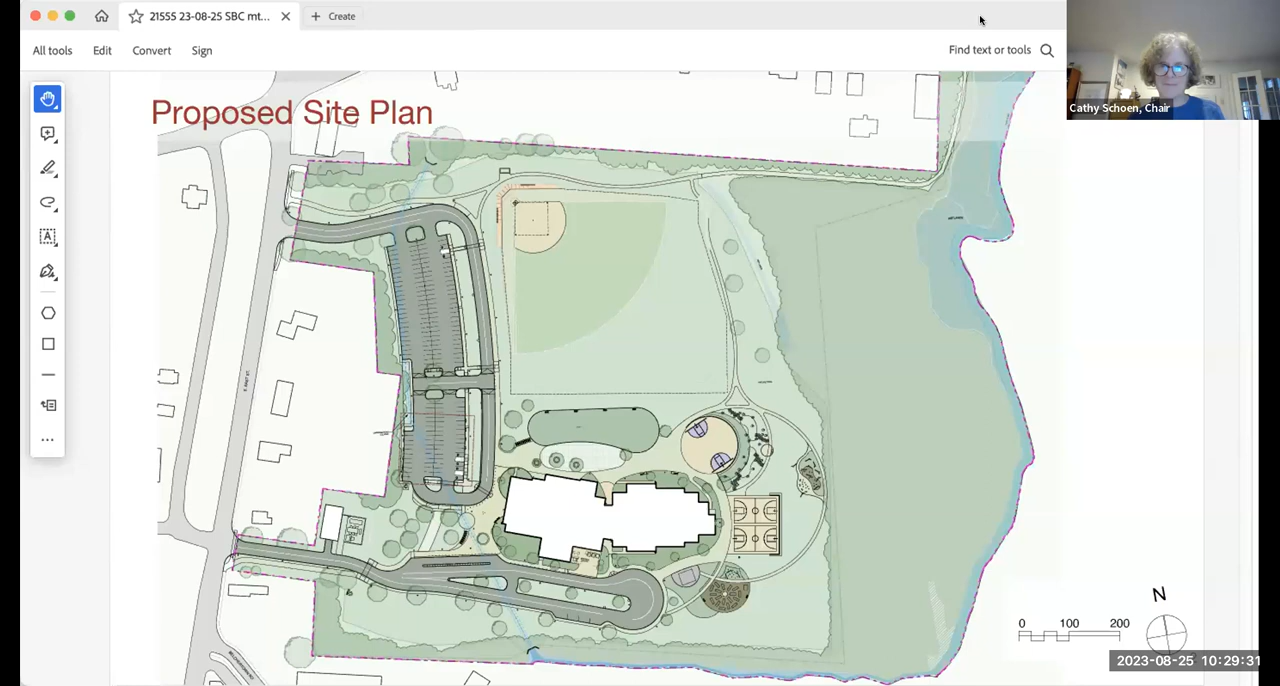 21555 23-08-25 SBC mt...
Create
All tools
Edit
Convert
Sign
Find text or tools
Cathy Schoen, Chair
Proposed Site Plan
N
0 100 200
2023-08-25 10:29:31